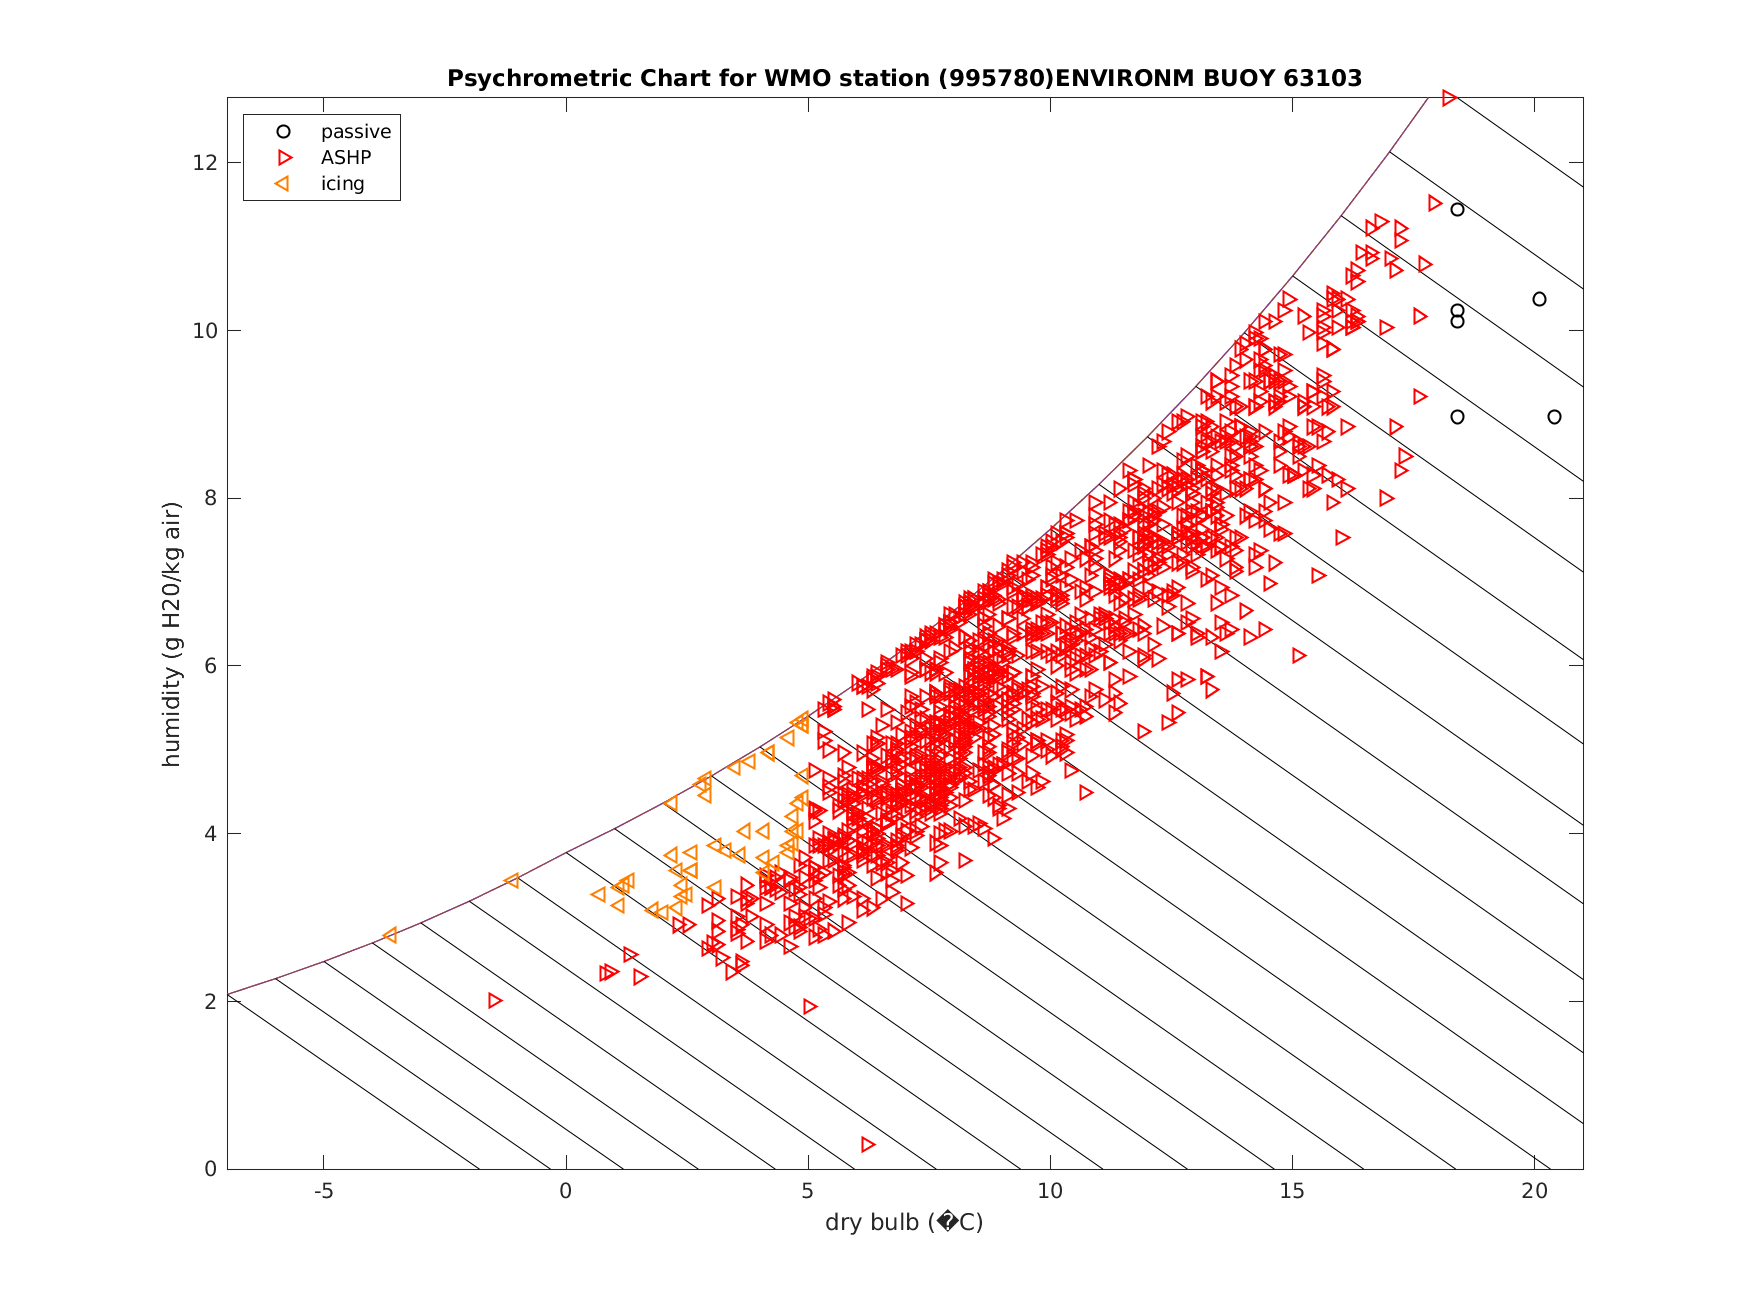 Psychrometric Chart for WMO station (995780)ENVIRONM BUOY 63103
passive
ASHP
icing
humidity (g H20/kg air)
12
10
8
6
4
2
0
-5 0 5 10 15 20
dry bulb (�C)